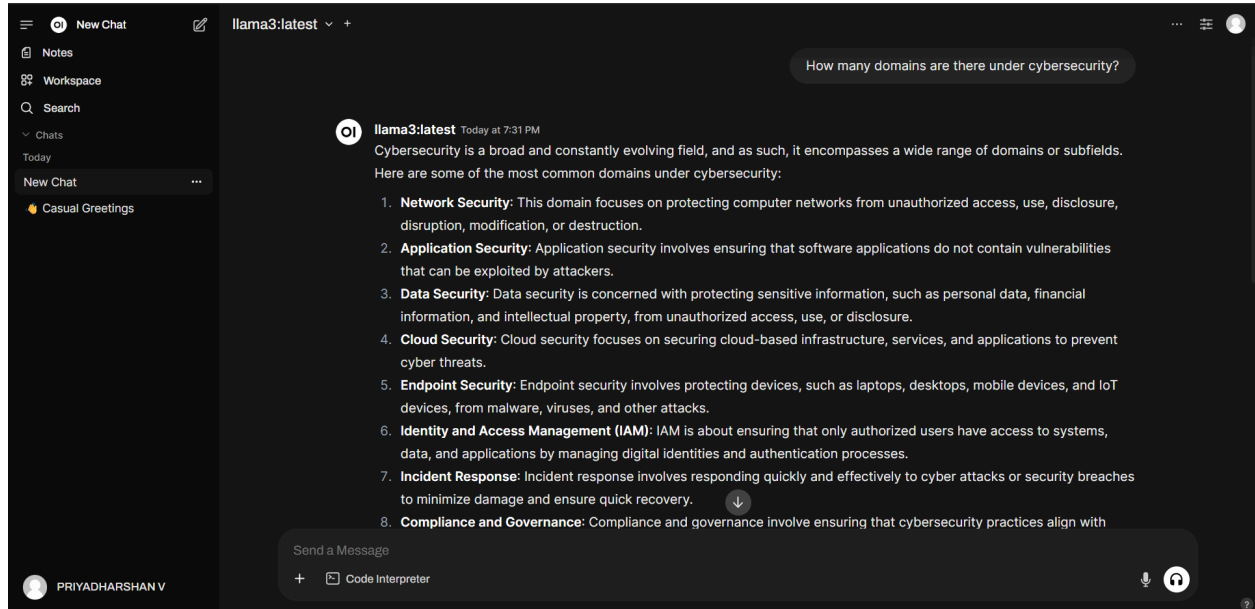 OI New Chat
Notes
Workspace
Search
Chats
Today
New Chat
👋 Casual Greetings
PRIYADHARSHAN V
llama3:latest
How many domains are there under cybersecurity?
OI llama3:latest Today at 7:31 PM
Cybersecurity is a broad and constantly evolving field, and as such, it encompasses a wide range of domains or subfields.
Here are some of the most common domains under cybersecurity:
1. Network Security: This domain focuses on protecting computer networks from unauthorized access, use, disclosure,
disruption, modification, or destruction.
2. Application Security: Application security involves ensuring that software applications do not contain vulnerabilities
that can be exploited by attackers.
3. Data Security: Data security is concerned with protecting sensitive information, such as personal data, financial
information, and intellectual property, from unauthorized access, use, or disclosure.
4. Cloud Security: Cloud security focuses on securing cloud-based infrastructure, services, and applications to prevent
cyber threats.
5. Endpoint Security: Endpoint security involves protecting devices, such as laptops, desktops, mobile devices, and IoT
devices, from malware, viruses, and other attacks.
6. Identity and Access Management (IAM): IAM is about ensuring that only authorized users have access to systems,
data, and applications by managing digital identities and authentication processes.
7. Incident Response: Incident response involves responding quickly and effectively to cyber attacks or security breaches
to minimize damage and ensure quick recovery.
8. Compliance and Governance: Compliance and governance involve ensuring that cybersecurity practices align with
Send a Message
+ Code Interpreter
?